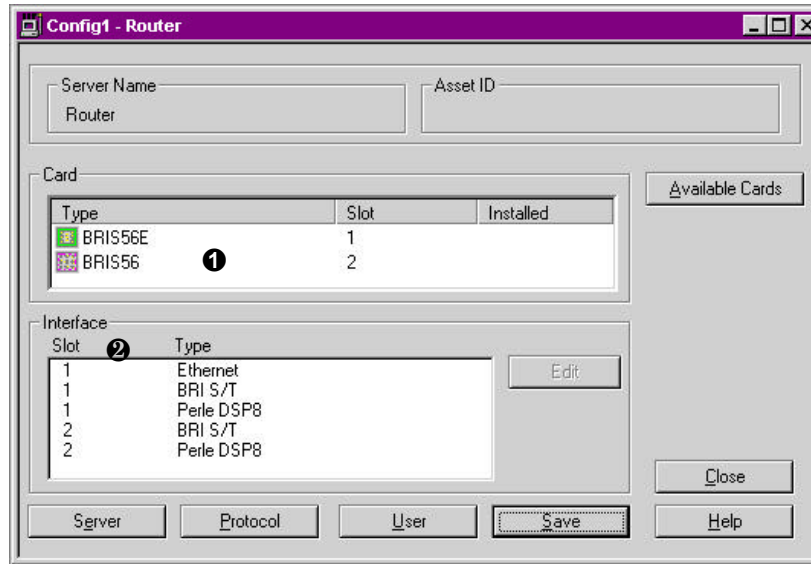 Config1 - Router
Server Name
Asset ID
Router
Card
Available Cards
Type Slot Installed
BRIS56E 1
BRIS56 ❶ 2
Interface
Slot ❷ Type
1 Ethernet
Edit
1 BRI S/T
1 Perle DSP8
2 BRI S/T
2 Perle DSP8
Close
Server Protocol User Save Help